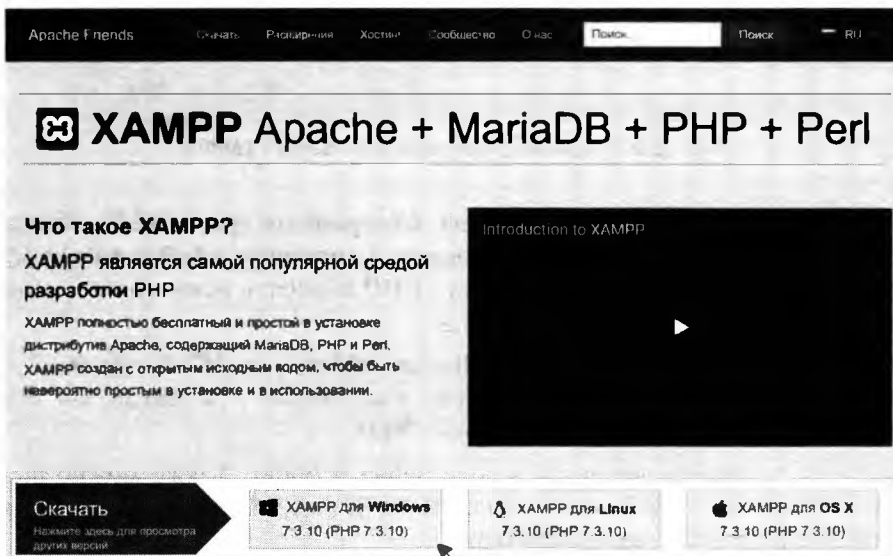 Apache Friends Скачать Расширения Хостинг Сообщество О нас Поиск... Поиск RU
XAMPP Apache + MariaDB + PHP + Perl
Что такое XAMPP?
XAMPP является самой популярной средой
разработки PHP
XAMPP полностью бесплатный и простой в установке
дистрибутив Apache, содержащий MariaDB, PHP и Perl.
XAMPP создан с открытым исходным кодом, чтобы быть
невероятно простым в установке и в использовании.
Introduction to XAMPP
Скачать
Нажмите здесь для просмотра
других версий
XAMPP для Windows
7.3.10 (PHP 7.3.10)
XAMPP для Linux
7.3.10 (PHP 7.3.10)
XAMPP для OS X
7.3.10 (PHP 7.3.10)